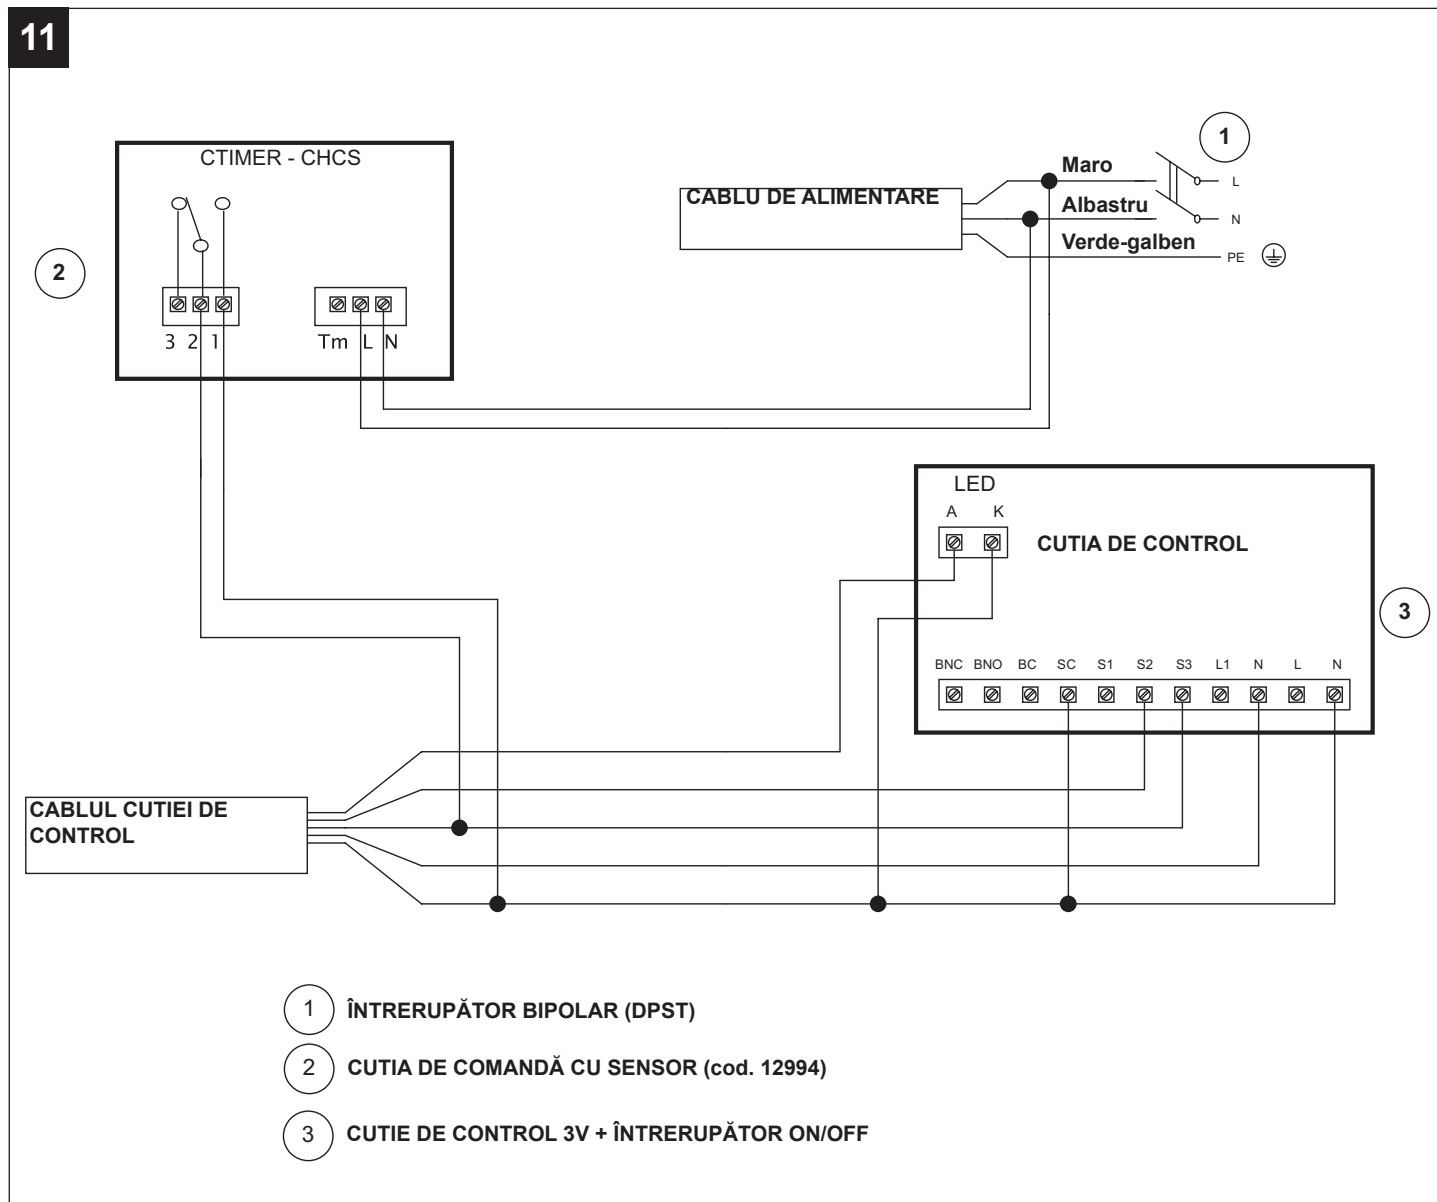 11
CTIMER - CHCS
2
3 2 1
Tm L N
CABLU DE ALIMENTARE
Maro
Albastru
Verde-galben
1
L
N
PE
LED
A K
CUTIA DE CONTROL
3
BNC BNO BC SC S1 S2 S3 L1 N L N
CABLUL CUTIEI DE
CONTROL
1 ÎNTRERUPĂTOR BIPOLAR (DPST)
2 CUTIA DE COMANDĂ CU SENSOR (cod. 12994)
3 CUTIE DE CONTROL 3V + ÎNTRERUPĂTOR ON/OFF